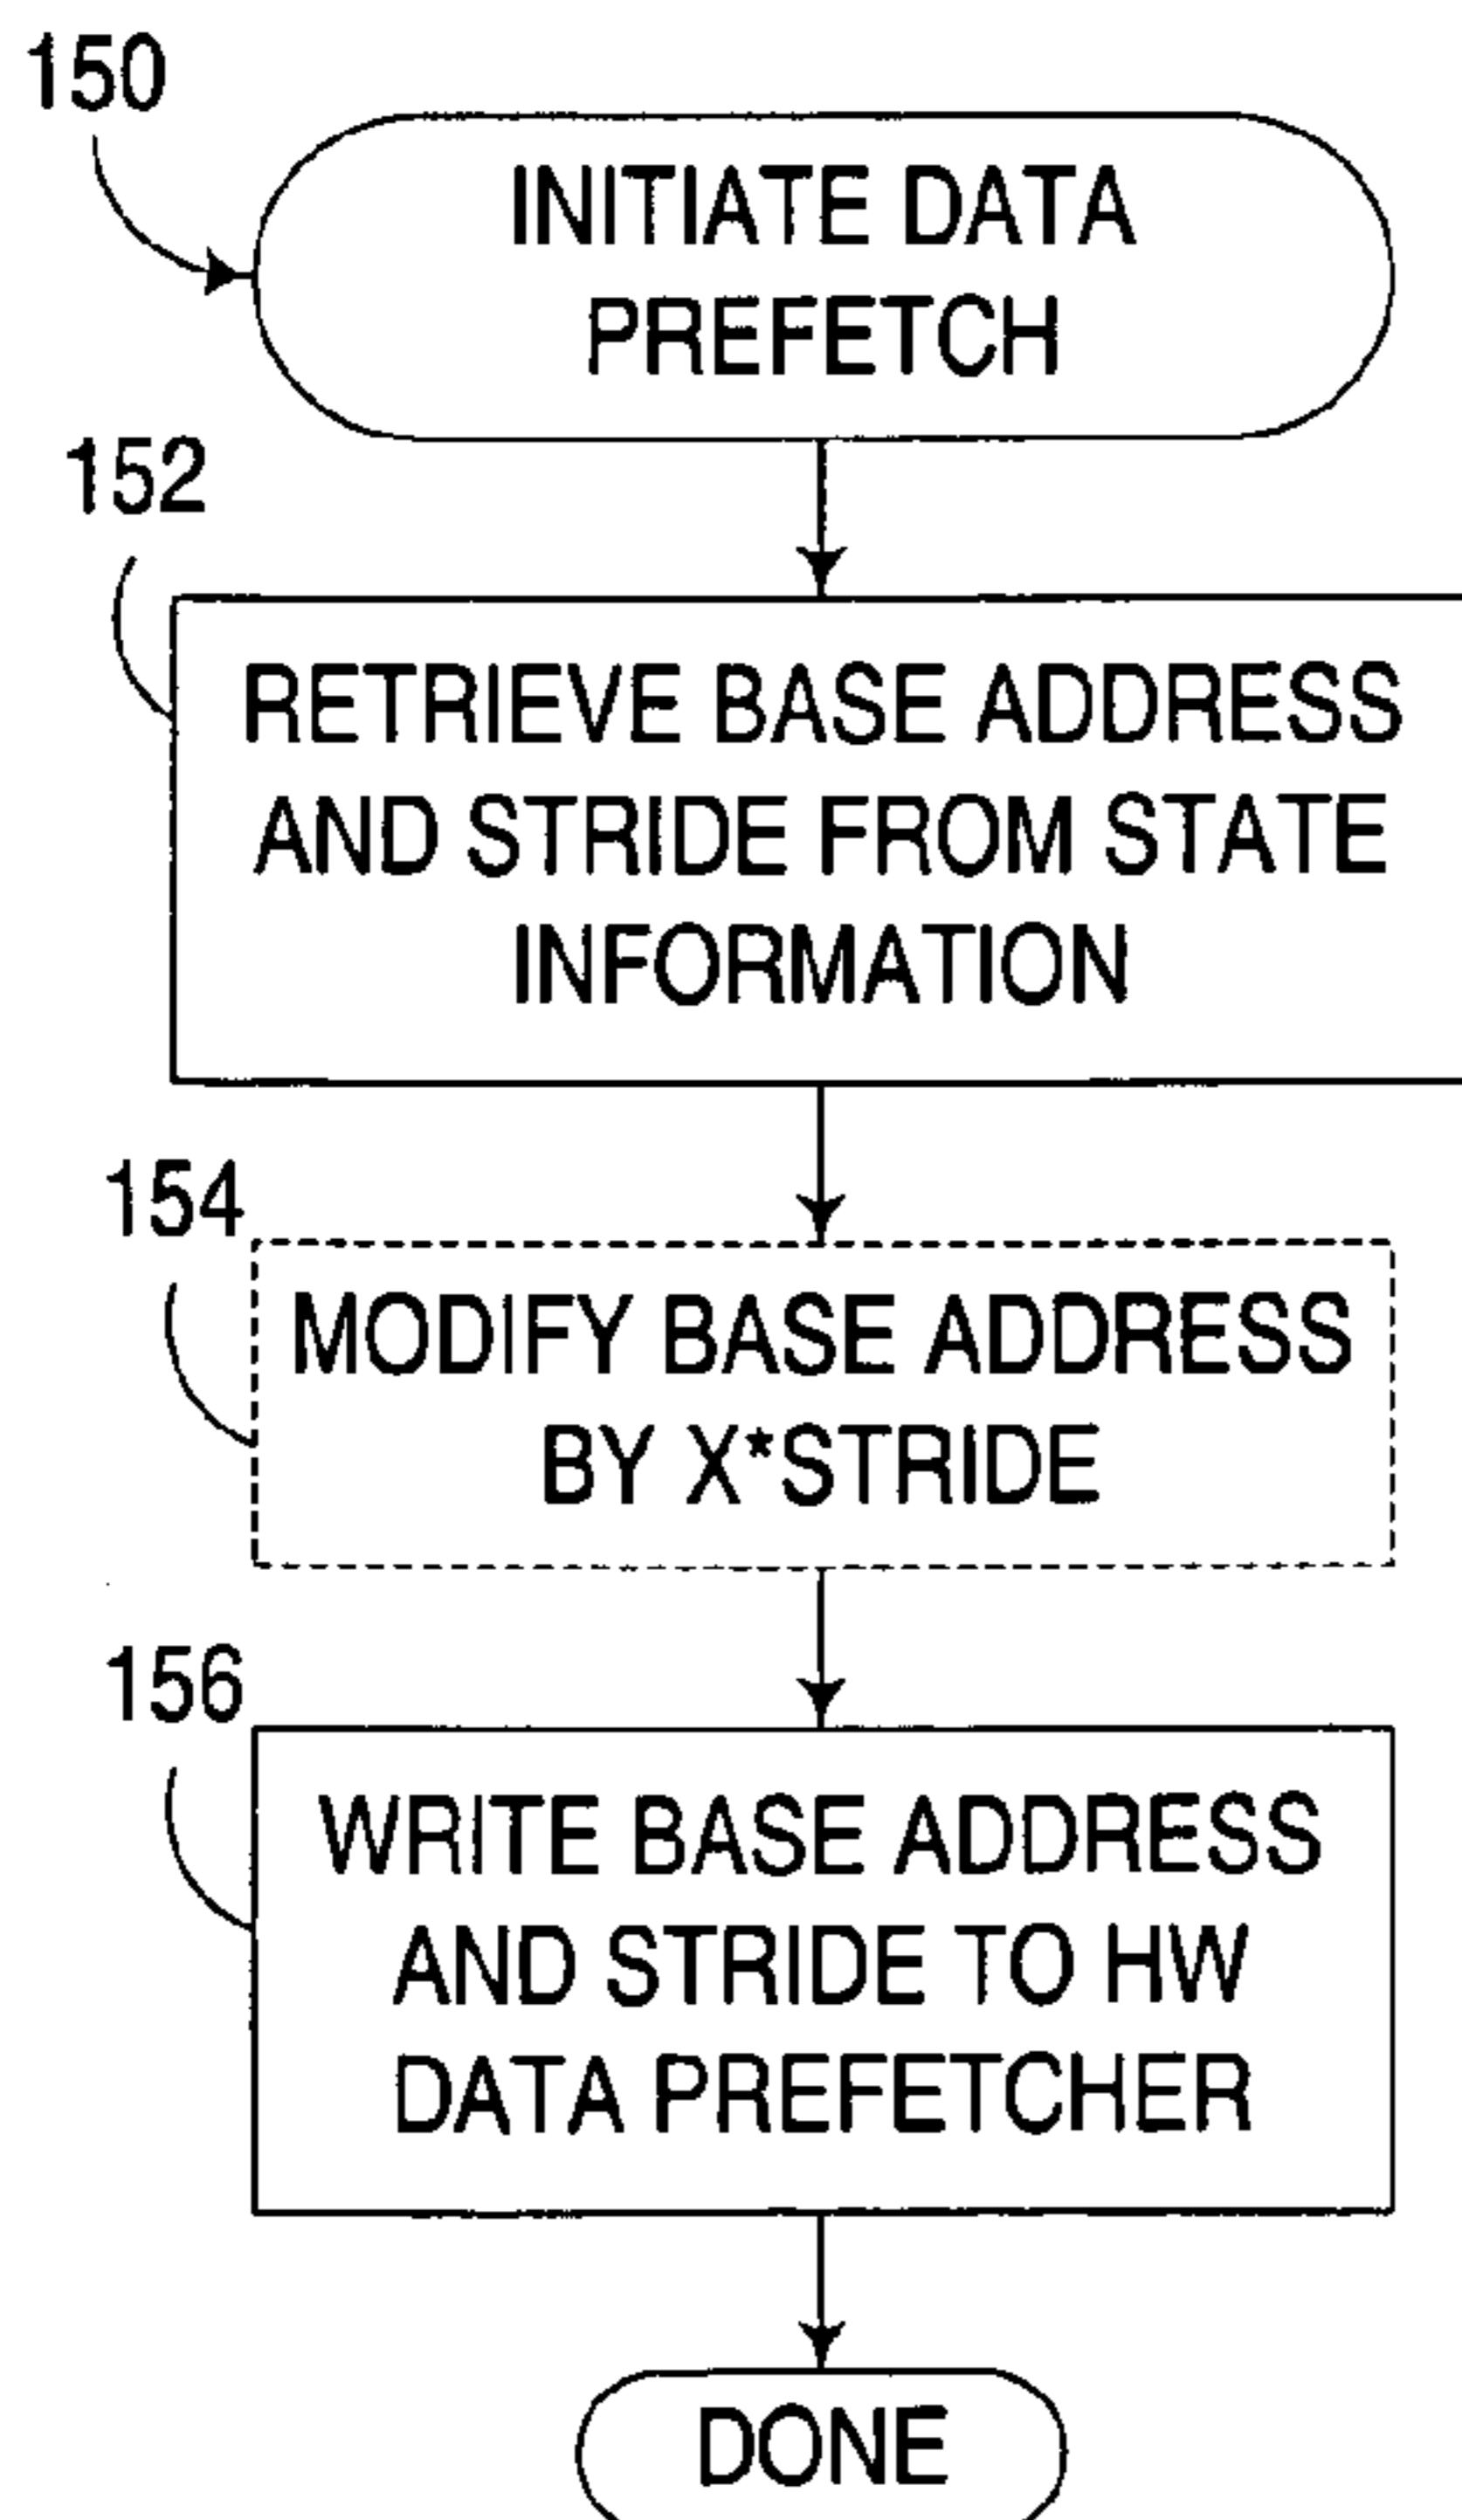 150
INITIATE DATA
PREFETCH
152
RETRIEVE BASE ADDRESS
AND STRIDE FROM STATE
INFORMATION
154
MODIFY BASE ADDRESS
BY X*STRIDE
156
WRITE BASE ADDRESS
AND STRIDE TO HW
DATA PREFETCHER
DONE